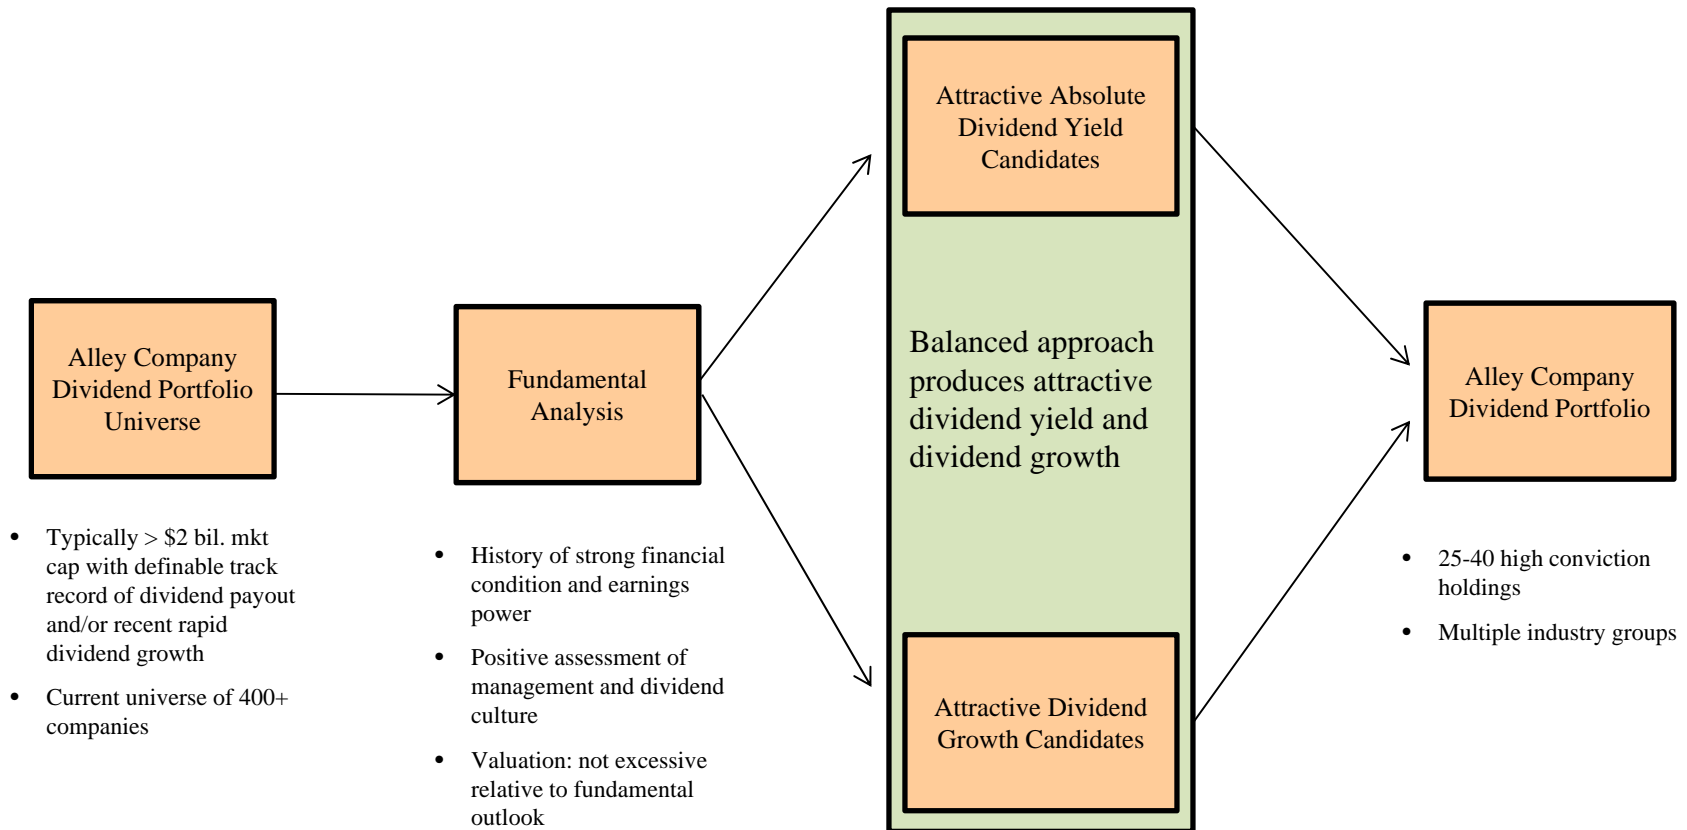 Alley Company
Dividend Portfolio
Universe
• Typically > $2 bil. mkt
cap with definable track
record of dividend payout
and/or recent rapid
dividend growth
• Current universe of 400+
companies
Fundamental
Analysis
• History of strong financial
condition and earnings
power
• Positive assessment of
management and dividend
culture
• Valuation: not excessive
relative to fundamental
outlook
Attractive Absolute
Dividend Yield
Candidates
Balanced approach
produces attractive
dividend yield and
dividend growth
Attractive Dividend
Growth Candidates
Alley Company
Dividend Portfolio
• 25-40 high conviction
holdings
• Multiple industry groups